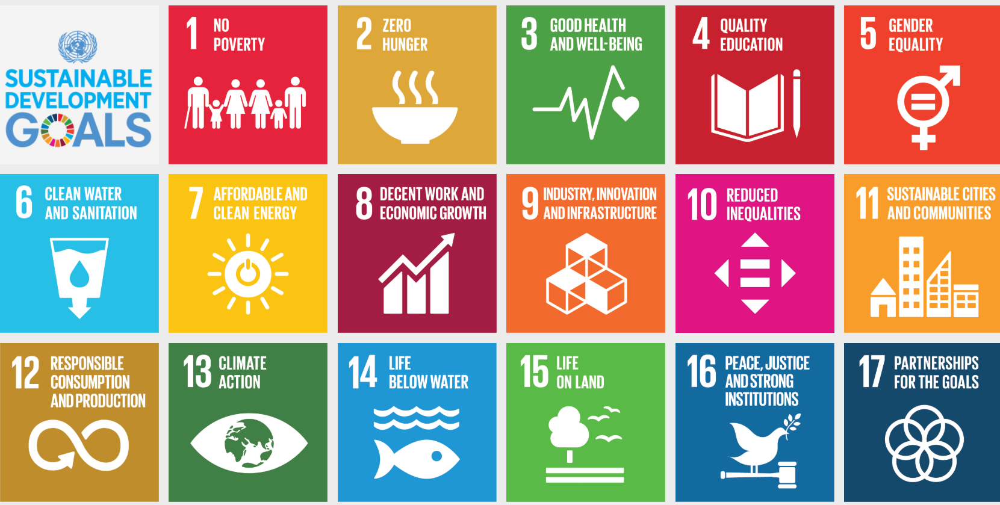 SUSTAINABLE
DEVELOPMENT
GOALS
1 NO
POVERTY
2 ZERO
HUNGER
3 GOOD HEALTH
AND WELL-BEING
4 QUALITY
EDUCATION
5 GENDER
EQUALITY
6 CLEAN WATER
AND SANITATION
7 AFFORDABLE AND
CLEAN ENERGY
8 DECENT WORK AND
ECONOMIC GROWTH
9 INDUSTRY, INNOVATION
AND INFRASTRUCTURE
10 REDUCED
INEQUALITIES
11 SUSTAINABLE CITIES
AND COMMUNITIES
12 RESPONSIBLE
CONSUMPTION
AND PRODUCTION
13 CLIMATE
ACTION
14 LIFE
BELOW WATER
15 LIFE
ON LAND
16 PEACE, JUSTICE
AND STRONG
INSTITUTIONS
17 PARTNERSHIPS
FOR THE GOALS